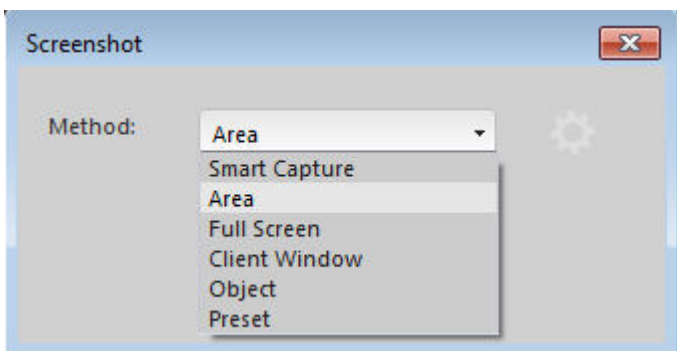 Screenshot
Method:
Area
Smart Capture
Area
Full Screen
Client Window
Object
Preset